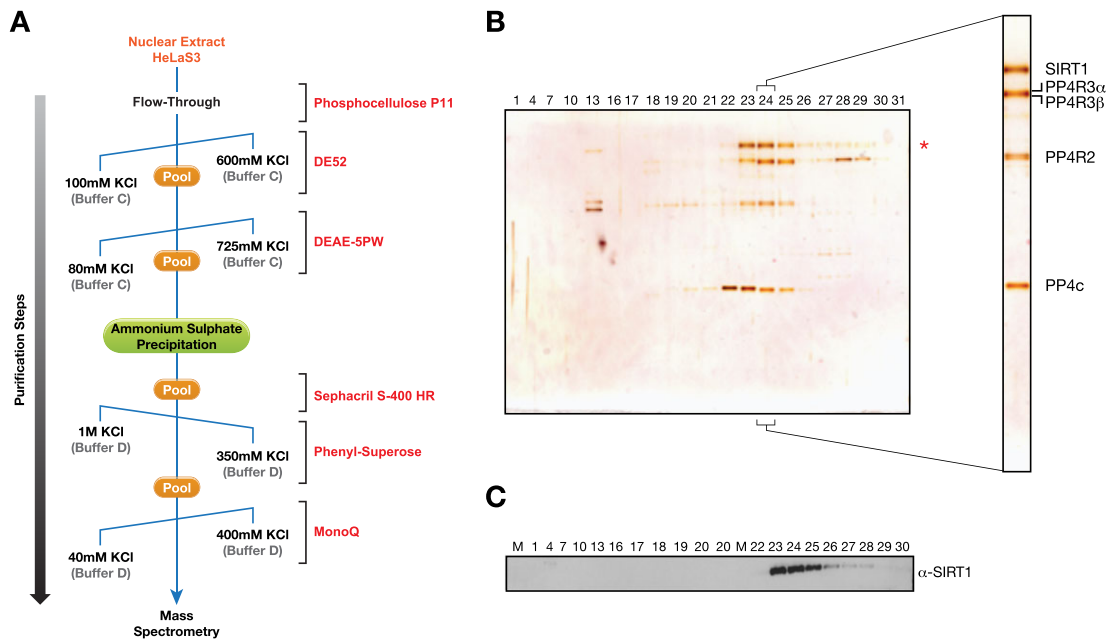 A
Nuclear Extract
HeLaS3
Flow-Through
Phosphocellulose P11
100mM KCl
(Buffer C)
Pool
600mM KCl
(Buffer C)
DE52
80mM KCl
(Buffer C)
Pool
725mM KCl
(Buffer C)
DEAE-5PW
Ammonium Sulphate
Precipitation
Pool
Sephacril S-400 HR
1M KCl
(Buffer D)
350mM KCl
(Buffer D)
Phenyl-Superose
Pool
40mM KCl
(Buffer D)
400mM KCl
(Buffer D)
MonoQ
Mass
Spectrometry
Purification Steps
B
1 4 7 10 13 16 17 18 19 20 21 22 23 24 25 26 27 28 30 31
*
SIRT1
PP4R3α
PP4R3β
PP4R2
PP4c
C
M 1 4 7 10 13 16 17 18 19 20 20 M 22 23 24 25 26 27 28 29 30
α-SIRT1